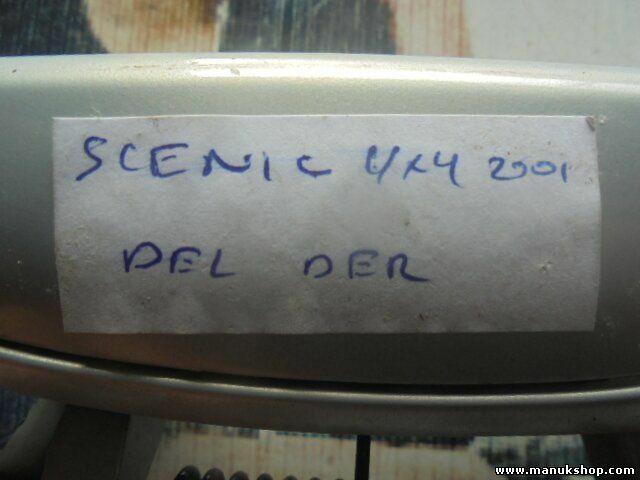 SCENIC 4x4 2001
DEL DER
www.manukshop.com